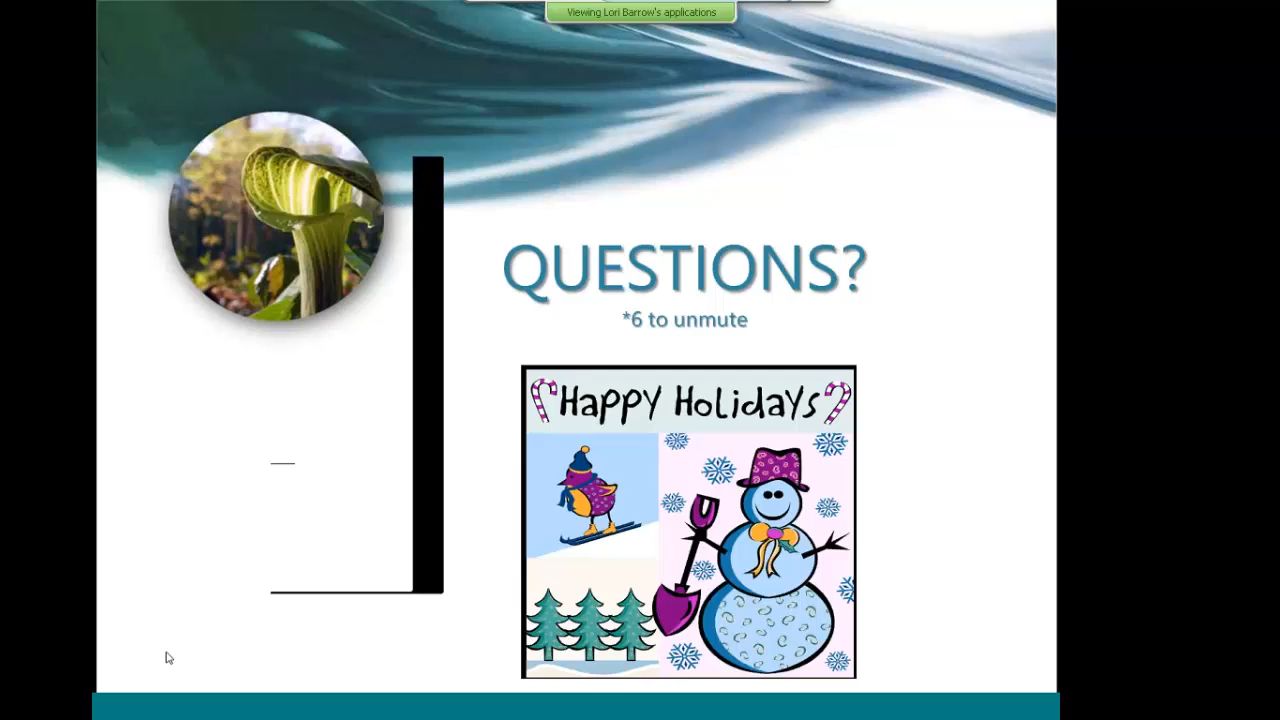 Viewing Lori Barrow's applications
QUESTIONS?
*6 to unmute
Happy Holidays